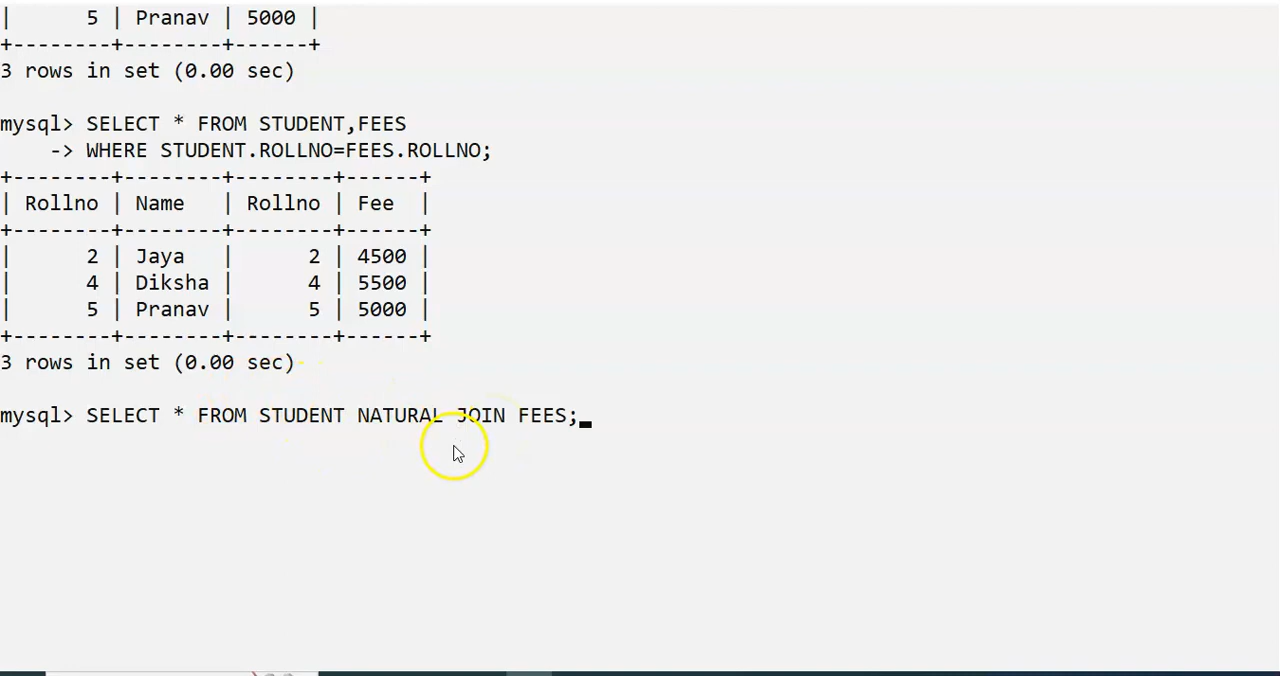 |      5 | Pranav | 5000 |
+--------+--------+------+
3 rows in set (0.00 sec)
mysql> SELECT * FROM STUDENT,FEES
    -> WHERE STUDENT.ROLLNO=FEES.ROLLNO;
+--------+--------+--------+------+
| Rollno | Name   | Rollno | Fee  |
+--------+--------+--------+------+
|      2 | Jaya   |      2 | 4500 |
|      4 | Diksha |      4 | 5500 |
|      5 | Pranav |      5 | 5000 |
+--------+--------+--------+------+
3 rows in set (0.00 sec)
mysql> SELECT * FROM STUDENT NATURAL JOIN FEES;